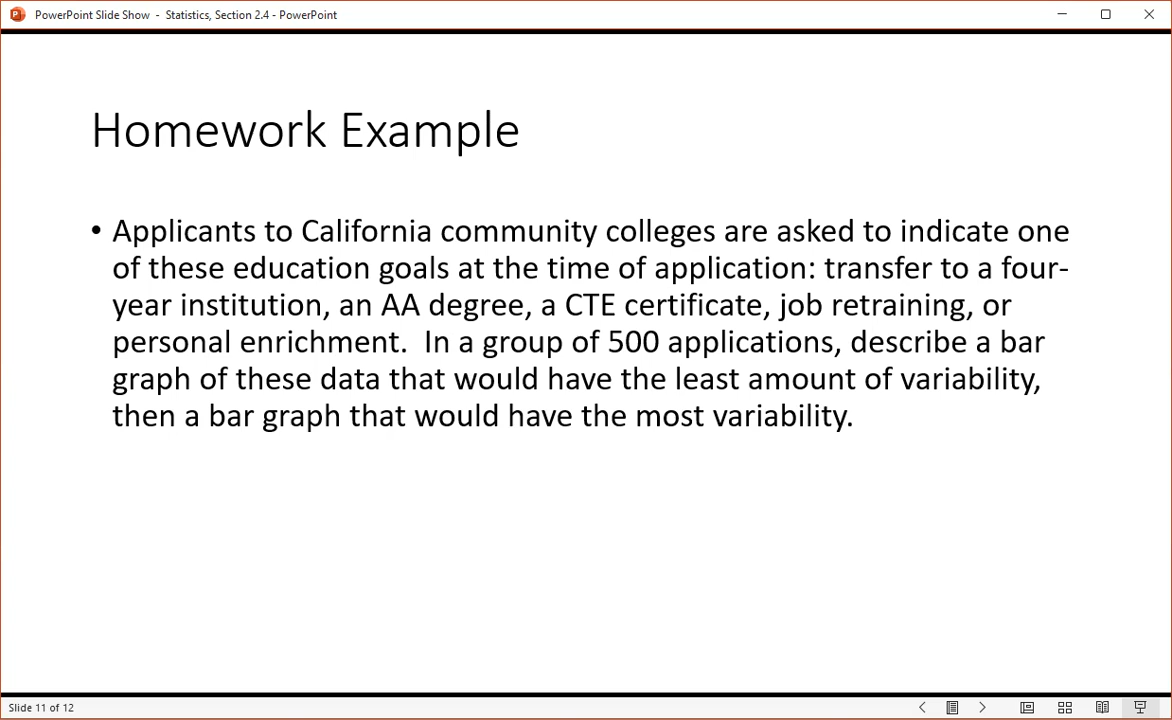 PowerPoint Slide Show - Statistics, Section 2.4 - PowerPoint
Homework Example
• Applicants to California community colleges are asked to indicate one
of these education goals at the time of application: transfer to a four-
year institution, an AA degree, a CTE certificate, job retraining, or
personal enrichment. In a group of 500 applications, describe a bar
graph of these data that would have the least amount of variability,
then a bar graph that would have the most variability.
Slide 11 of 12